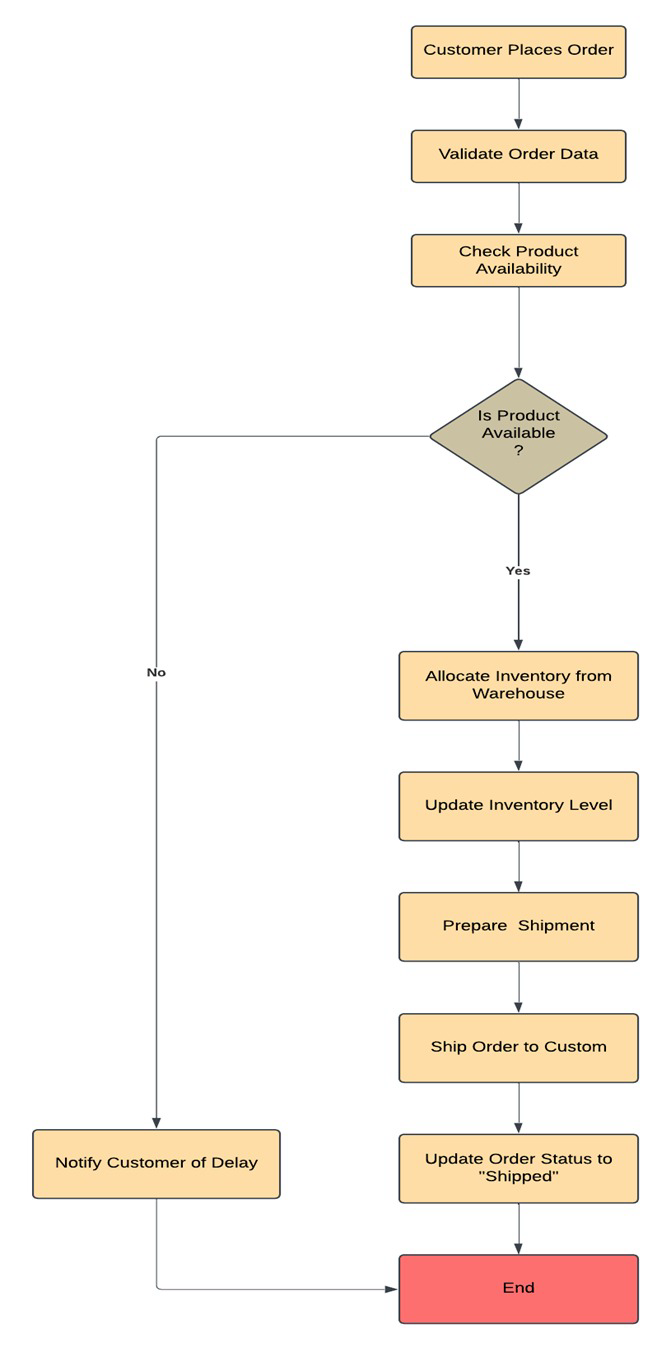 Customer Places Order
Validate Order Data
Check Product
Availability
Is Product
Available
?
Yes
No
Allocate Inventory from
Warehouse
Update Inventory Level
Prepare  Shipment
Ship Order to Custom
Notify Customer of Delay
Update Order Status to
"Shipped"
End